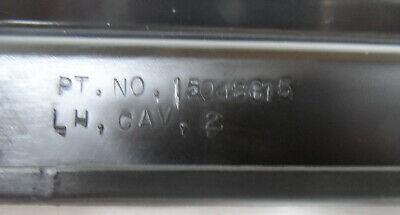 PT. NO.
LH, CAV, 2